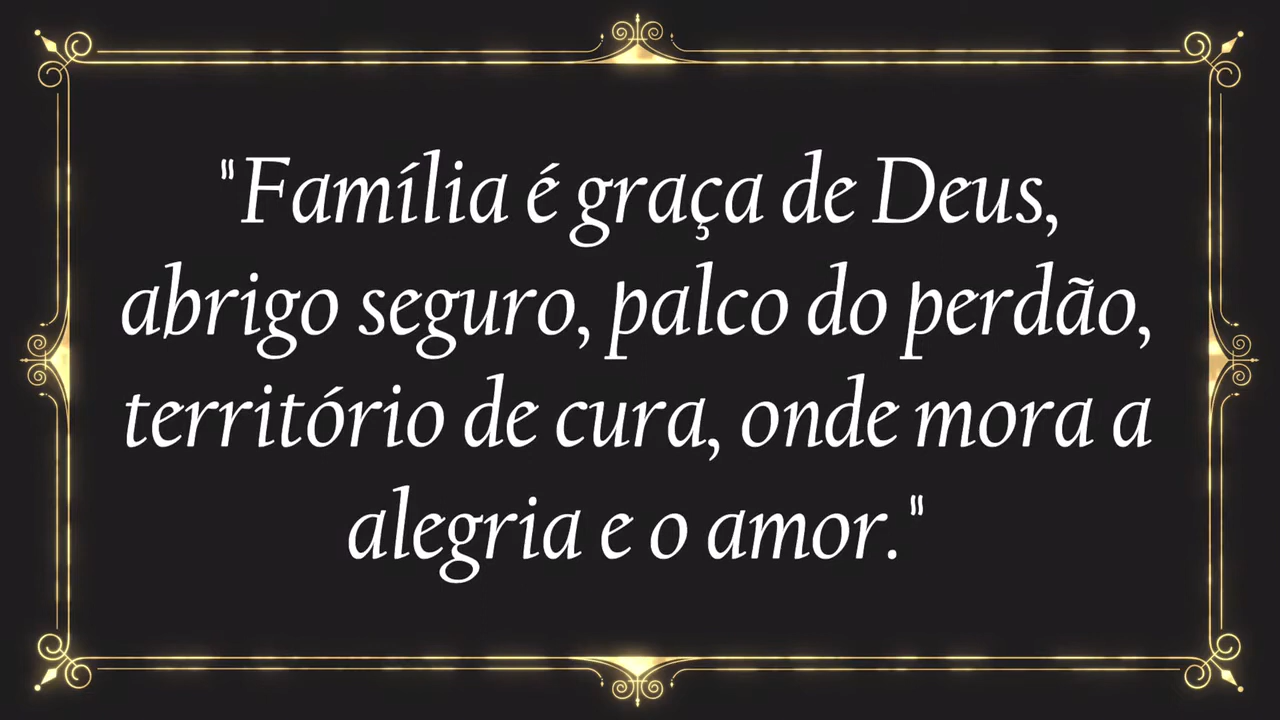 "Família é graça de Deus,
abrigo seguro, palco do perdão,
território de cura, onde mora a
alegria e o amor."